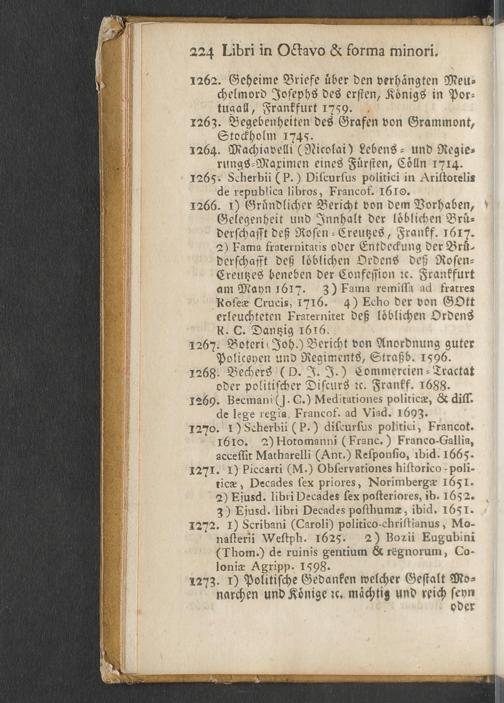 224 Libri in Octavo & forma minori.
1262. Geheime Briefe über den verhängten Meu-
chelmord Josephs des ersten, Königs in Por-
tugall, Frankfurt 1759.
1263. Begebenheiten des Grafen von Grammont,
Stockholm 1745.
1264. Machiavelli (Nicolai) Lebens- und Regie-
rungs-Maximen eines Fürsten, Cölln 1714.
1265. Scherbii (P.) Discursus politici in Aristotelis
de republica libros, Francof. 1610.
1266. 1) Gründlicher Bericht von dem Vorhaben,
Gelegenheit und Innhalt der löblichen Brü-
derschafft deß Rosen-Creutzes, Frankf. 1617.
2) Fama fraternitatis oder Entdeckung der Brü-
derschafft deß löblichen Ordens deß Rosen-
Creutzes beneben der Confession ꝛc. Frankfurt
am Mayn 1617. 3) Fama remissa ad fratres
Roseæ Crucis, 1716. 4) Echo der von GOtt
erleuchteten Fraternitet deß löblichen Ordens
R. C. Dantzig 1616.
1267. Boteri (Joh.) Bericht von Anordnung guter
Policeyen und Regiments, Straßb. 1596.
1268. Bechers (D. J. J.) Commercien-Tractat
oder politischer Discurs ꝛc. Frankf. 1688.
1269. Becmani (J. C.) Meditationes politicæ, & diss.
de lege regia, Francof. ad Viad. 1693.
1270. 1) Scherbii (P.) discursus politici, Francof.
1610. 2) Hotomanni (Franc.) Franco-Gallia,
accessit Matharelli (Ant.) Responsio, ibid. 1665.
1271. 1) Piccarti (M.) Observationes historico-poli-
ticæ, Decades sex priores, Norimbergæ 1651.
2) Ejusd. libri Decades sex posteriores, ib. 1652.
3) Ejusd. libri Decades posthumæ, ibid. 1651.
1272. 1) Scribani (Caroli) politico-christianus, Mo-
nasterii Westph. 1625. 2) Bozii Eugubini
(Thom.) de ruinis gentium & regnorum, Co-
loniæ Agripp. 1598.
1273. 1) Politische Gedanken welcher Gestalt Mo-
narchen und Könige ꝛc. mächtig und reich seyn
oder